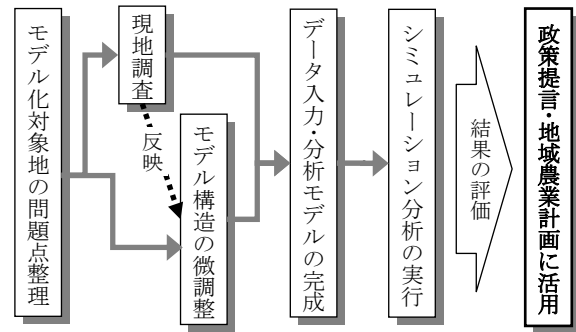 モデル化対象地の問題点整理
現地調査
反映
モデル構造の微調整
データ入力・分析モデルの完成
シミュレーション分析の実行
結果の評価
政策提言・地域農業計画に活用